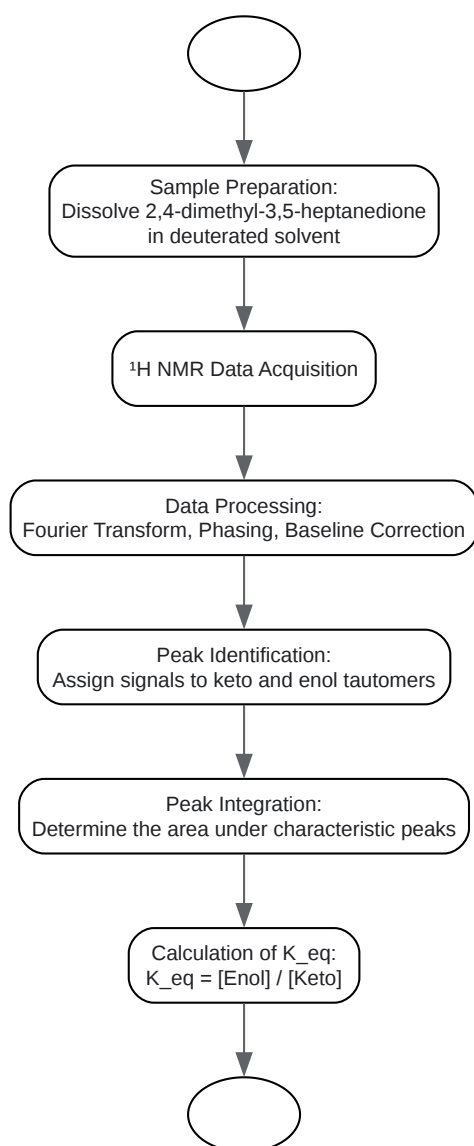 Sample Preparation:
Dissolve 2,4-dimethyl-3,5-heptanedione
in deuterated solvent
¹H NMR Data Acquisition
Data Processing:
Fourier Transform, Phasing, Baseline Correction
Peak Identification:
Assign signals to keto and enol tautomers
Peak Integration:
Determine the area under characteristic peaks
Calculation of K_eq:
K_eq = [Enol] / [Keto]